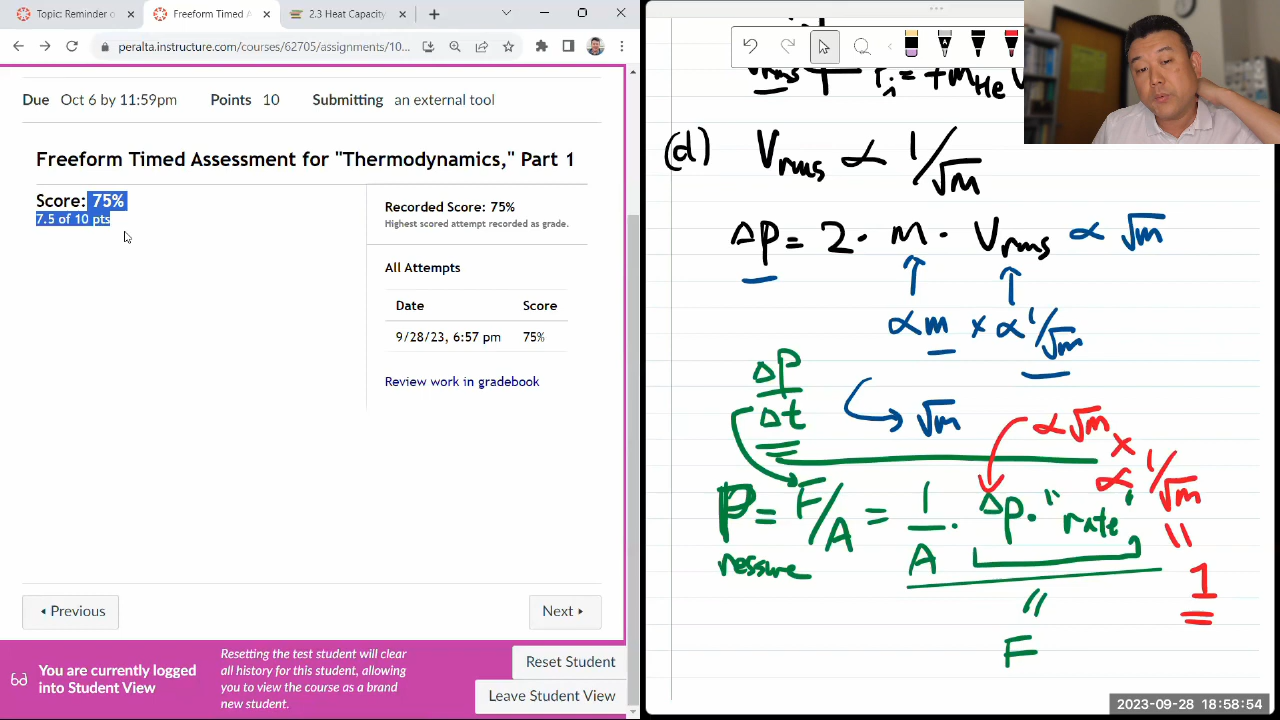 Topic Reminder o
Freeform Timed A
2.3 Heat Capacity
peralta.instructure.com/courses/62705/assignments/10...
Due Oct 6 by 11:59pm Points 10 Submitting an external tool
Freeform Timed Assessment for "Thermodynamics," Part 1
Score: 75%
7.5 of 10 pts
Recorded Score: 75%
Highest scored attempt recorded as grade.
All Attempts
Date Score
9/28/23, 6:57 pm 75%
Review work in gradebook
Previous
Next
You are currently logged into Student View
Resetting the test student will clear
all history for this student, allowing
you to view the course as a brand
new student.
Reset Student
Leave Student View
(d) Vrms ∝ 1/√m
Δp = 2 · m · Vrms ∝ √m
∝ m × ∝ 1/√m
√m
Δp/Δt
∝ √m × ∝ 1/√m
= 1
P = F/A = 1/A · Δp · "rate"
ressure
= F
2023-09-28 18:58:54